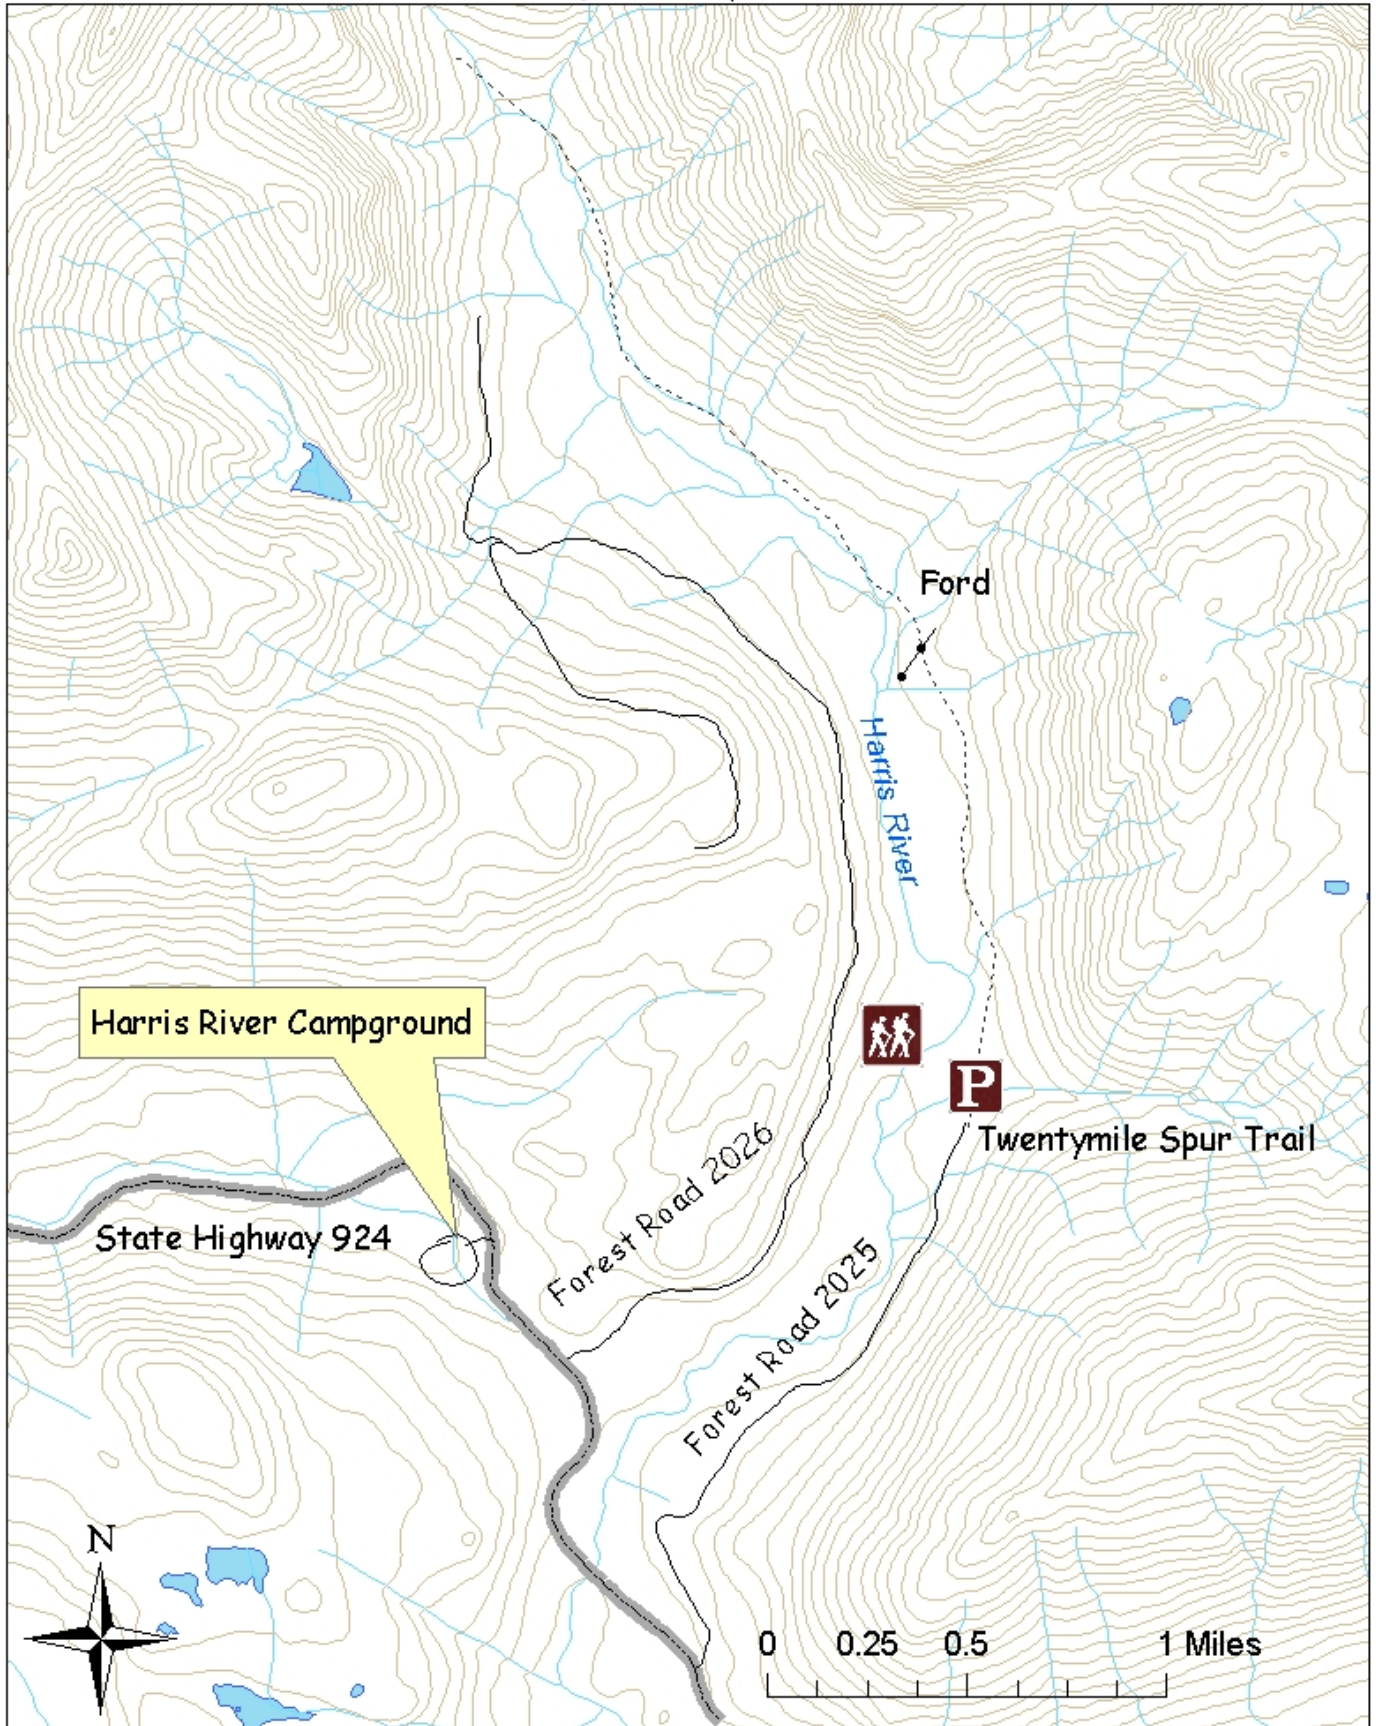 Ford
Harris River
Harris River Campground
P
Twentymile Spur Trail
Forest Road 2026
State Highway 924
Forest Road 2025
N
0 0.25 0.5 1 Miles